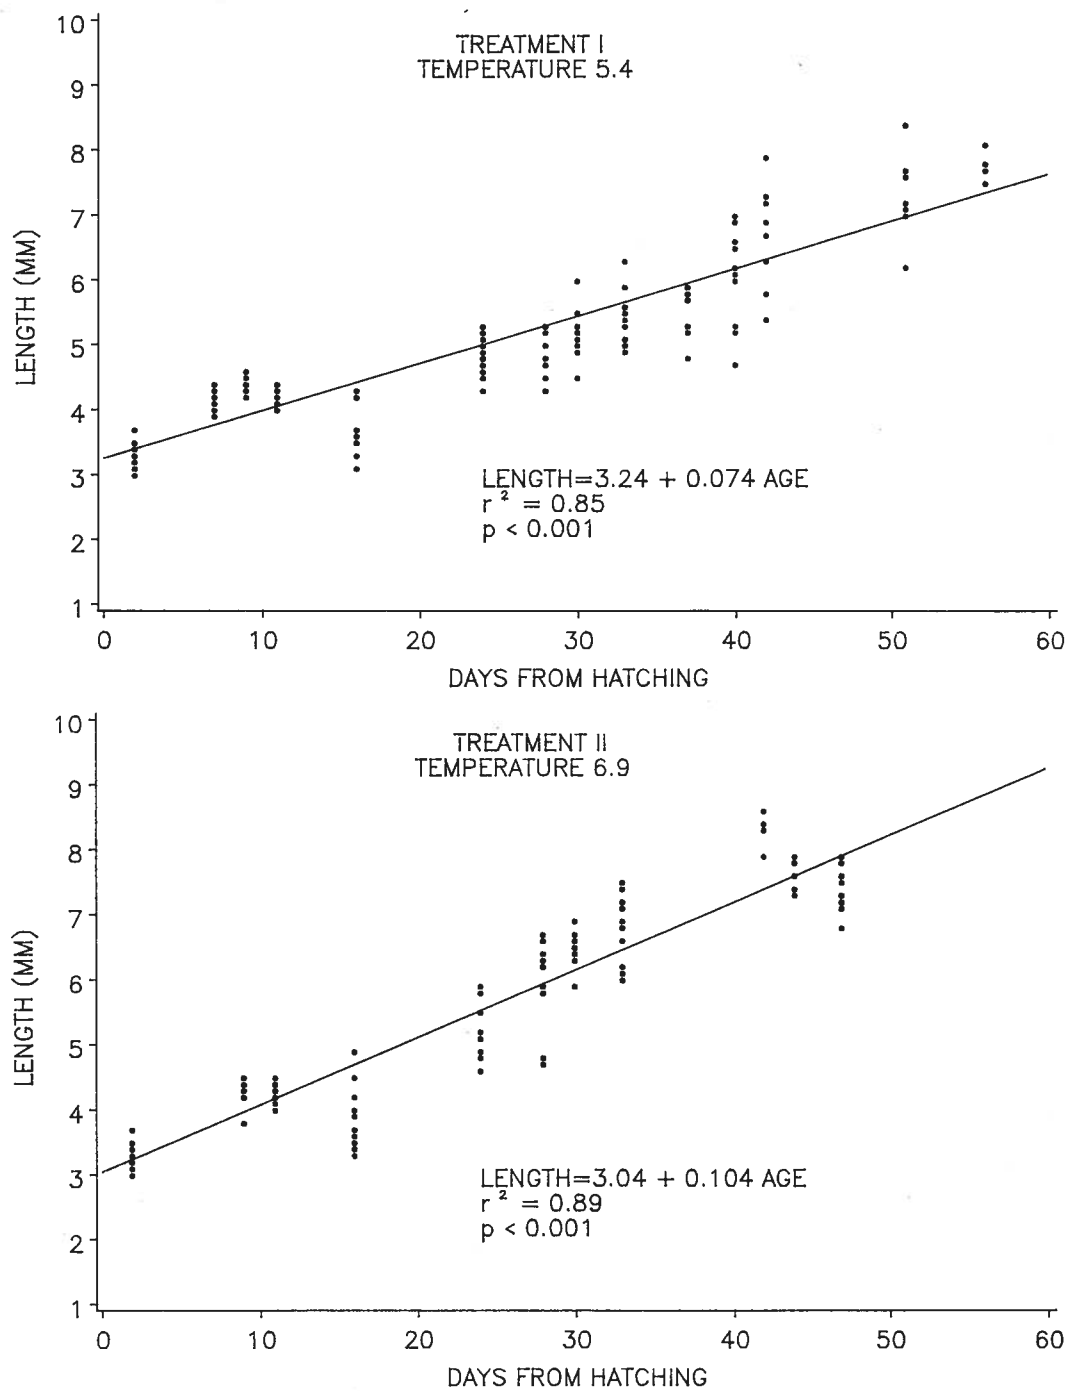 TREATMENT I
TEMPERATURE 5.4
10
9
8
7
6
5
4
3
2
1
LENGTH (MM)
LENGTH=3.24 + 0.074 AGE
r² = 0.85
p < 0.001
0 10 20 30 40 50 60
DAYS FROM HATCHING
TREATMENT II
TEMPERATURE 6.9
10
9
8
7
6
5
4
3
2
1
LENGTH (MM)
LENGTH=3.04 + 0.104 AGE
r² = 0.89
p < 0.001
0 10 20 30 40 50 60
DAYS FROM HATCHING